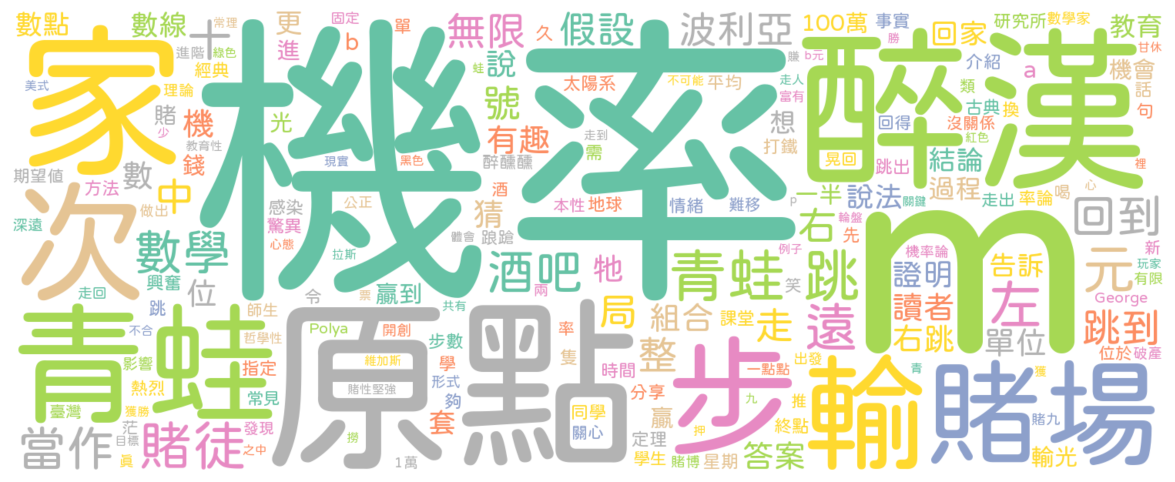 機率
醉漢
家
m
原點
青蛙
次
步
輸
賭場
跳
遠
元
回到
數學
酒吧
青蛙
牠
右
左
跳到
無限
假設
波利亞
100萬
事實
勝
研究所
數學家
甘休
教育
數點
數線
十
進階
常理
綠色
固定
更
進
b
單
久
說
號
太陽系
不可能
平均
賺
b元
回家
介紹
a
機會
話
句
走人
富有
類
古典
換
沒關係
紅色
裡
美式
經典
理論
賭
少
機
錢
教育性
光
有趣
需
走到
醉醺醺
蛙
想
打鐵
晃回
回得
跳出
結論
關鍵
期望值
方法
數
中
現實
黑色
酒
一半
說法
過程
走出
率論
喝
心
深遠
做出
感染
驚異
心態
公正
拉斯
猜
踉蹌
體會
本性
地球
情緒
難移
p
先
輪盤
例子
機率論
新
玩家
有限
興奮
位
走回
跳
令
票
贏到
共有
兩
笑
證明
讀者
告訴
George
單位
右跳
位於
破產
師生
哲學性
Polya
開創
維加斯
步數
學
率
隻
局
組合
整
課堂
走
出發
一點點
青
獲
不合
影響
熱烈
指定
常見
臺灣
獲勝
茫
目標
當作
賭徒
發現
真
之中
賭性堅強
形式
夠
套
撈
1萬
時間
同學
關心
分享
定理
贏
學生
賭博
星期
九
押
推
終點
答案
賭九
輸光